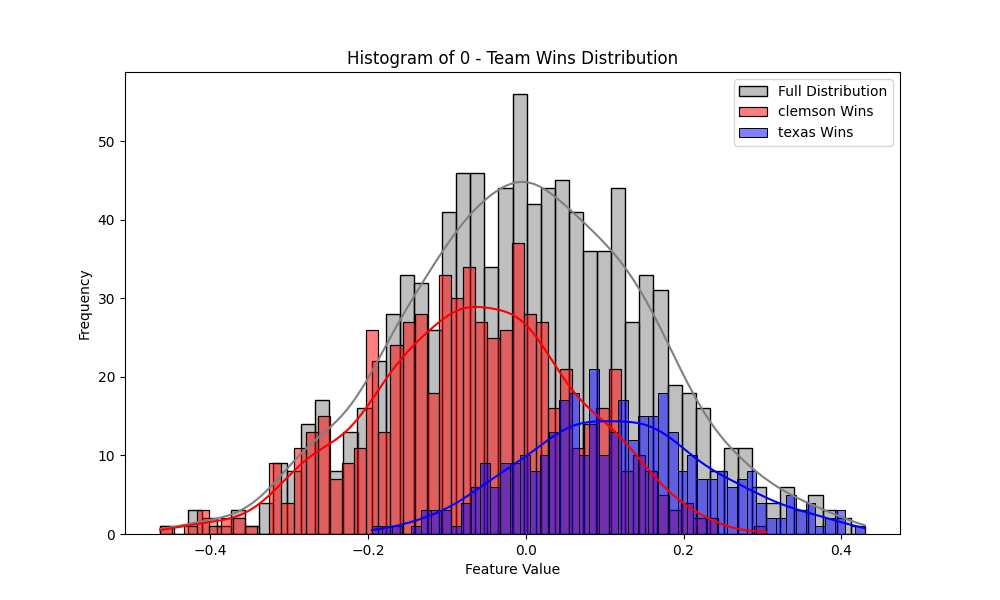 Histogram of 0 - Team Wins Distribution
Full Distribution
clemson Wins
texas Wins
Frequency
50
40
30
20
10
0
−0.4
−0.2
0.0
0.2
0.4
Feature Value